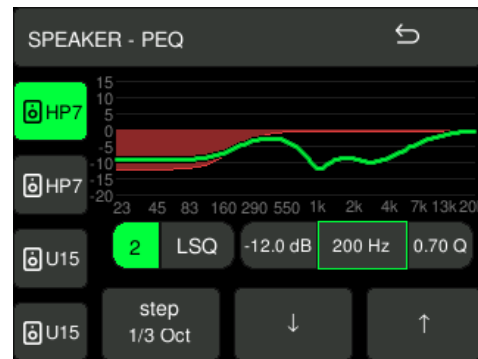 SPEAKER - PEQ
HP7
HP7
U15
U15
15
10
5
0
-5
-10
-15
-20
23 45 83 160 290 550 1k 2k 4k 7k 13k 20
2 LSQ -12.0 dB 200 Hz 0.70 Q
step
1/3 Oct
↓
↑